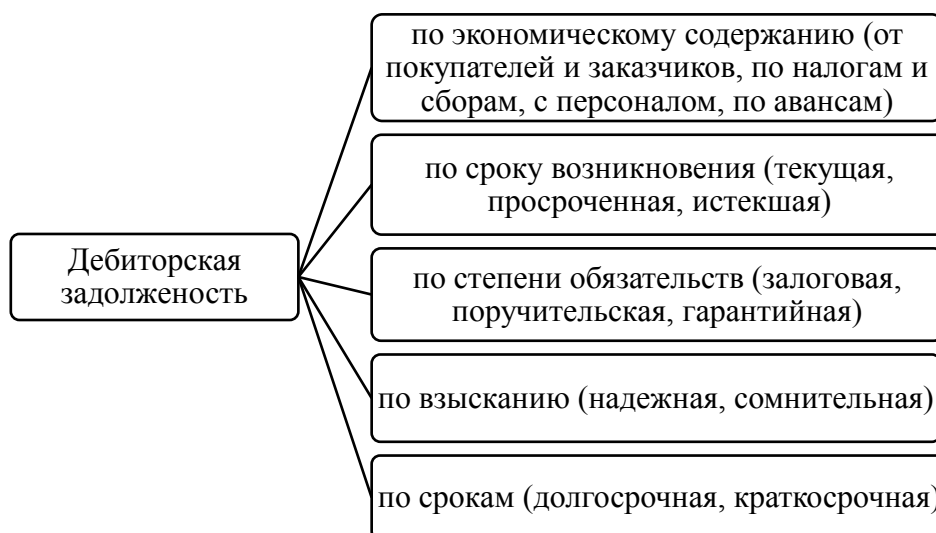 по экономическому содержанию (от
покупателей и заказчиков, по налогам и
сборам, с персоналом, по авансам)
по сроку возникновения (текущая,
просроченная, истекшая)
Дебиторская
задолженость
по степени обязательств (залоговая,
поручительская, гарантийная)
по взысканию (надежная, сомнительная)
по срокам (долгосрочная, краткосрочная)